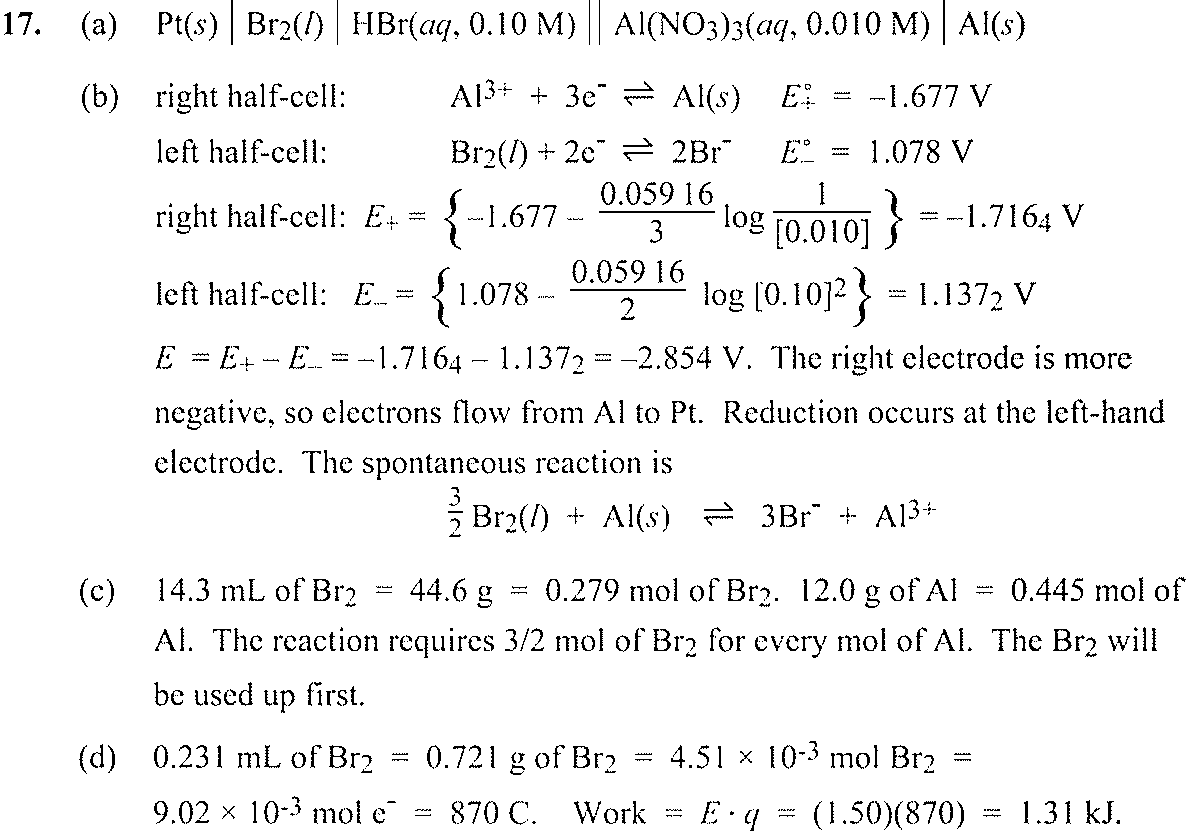 17. (a) Pt(s) | Br₂(l) | HBr(aq, 0.10 M) || Al(NO₃)₃(aq, 0.010 M) | Al(s)
(b) right half-cell: Al³⁺ + 3e⁻ ⇌ Al(s) E°₊ = –1.677 V
left half-cell: Br₂(l) + 2e⁻ ⇌ 2Br⁻ E°₋ = 1.078 V
right half-cell: E₊ = {–1.677 – 0.059 16/3 log 1/[0.010]} = –1.716₄ V
left half-cell: E₋ = {1.078 – 0.059 16/2 log [0.10]²} = 1.137₂ V
E = E₊ – E₋ = –1.716₄ – 1.137₂ = –2.854 V. The right electrode is more
negative, so electrons flow from Al to Pt. Reduction occurs at the left-hand
electrode. The spontaneous reaction is
3/2 Br₂(l) + Al(s) ⇌ 3Br⁻ + Al³⁺
(c) 14.3 mL of Br₂ = 44.6 g = 0.279 mol of Br₂. 12.0 g of Al = 0.445 mol of
Al. The reaction requires 3/2 mol of Br₂ for every mol of Al. The Br₂ will
be used up first.
(d) 0.231 mL of Br₂ = 0.721 g of Br₂ = 4.51 × 10⁻³ mol Br₂ =
9.02 × 10⁻³ mol e⁻ = 870 C. Work = E · q = (1.50)(870) = 1.31 kJ.